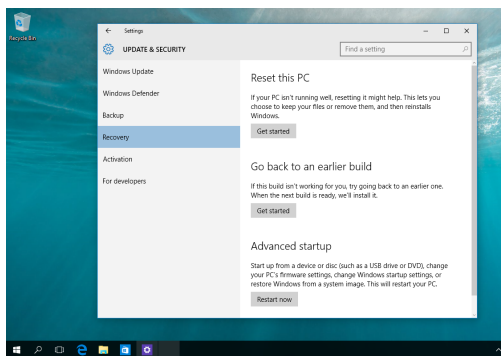 Recycle Bin
Settings
UPDATE & SECURITY
Find a setting
Windows Update
Windows Defender
Backup
Recovery
Activation
For developers
Reset this PC
If your PC isn't running well, resetting it might help. This lets you
choose to keep your files or remove them, and then reinstalls
Windows.
Get started
Go back to an earlier build
If this build isn't working for you, try going back to an earlier one.
When the next build is ready, we'll install it.
Get started
Advanced startup
Start up from a device or disc (such as a USB drive or DVD), change
your PC's firmware settings, change Windows startup settings, or
restore Windows from a system image. This will restart your PC.
Restart now